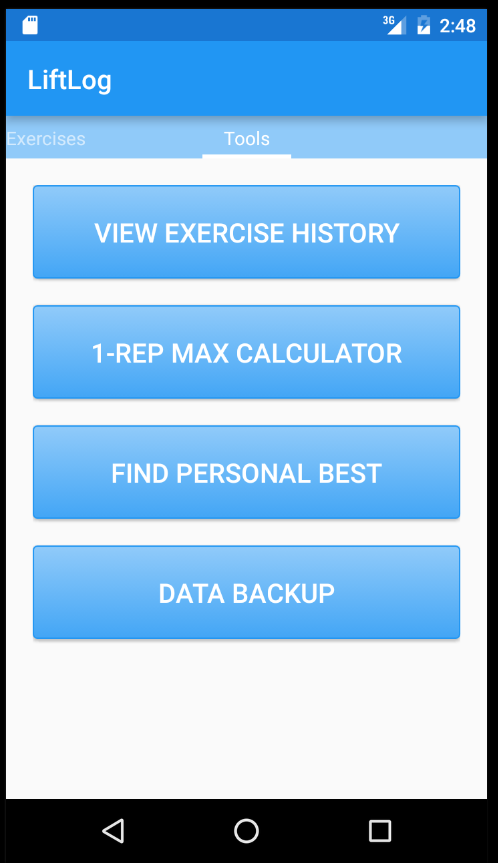 3G 2:48
LiftLog
Exercises Tools
VIEW EXERCISE HISTORY
1-REP MAX CALCULATOR
FIND PERSONAL BEST
DATA BACKUP